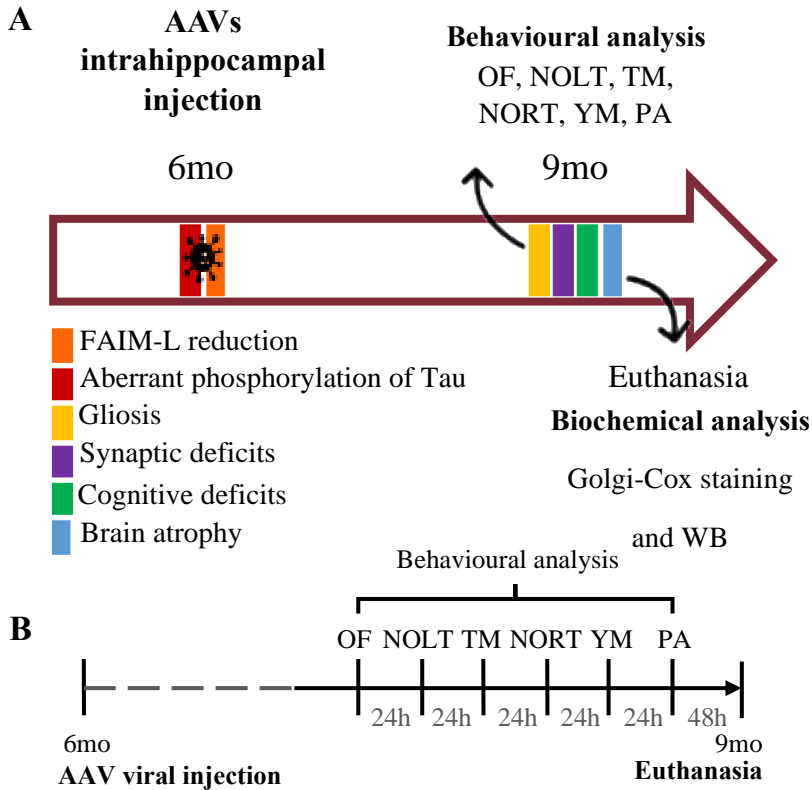 A
AAVs
intrahippocampal
injection
Behavioural analysis
OF, NOLT, TM,
NORT, YM, PA
6mo
9mo
FAIM-L reduction
Aberrant phosphorylation of Tau
Gliosis
Synaptic deficits
Cognitive deficits
Brain atrophy
Euthanasia
Biochemical analysis
Golgi-Cox staining
and WB
B
Behavioural analysis
OF NOLT TM NORT YM PA
24h 24h 24h 24h 24h 48h
6mo
AAV viral injection
9mo
Euthanasia